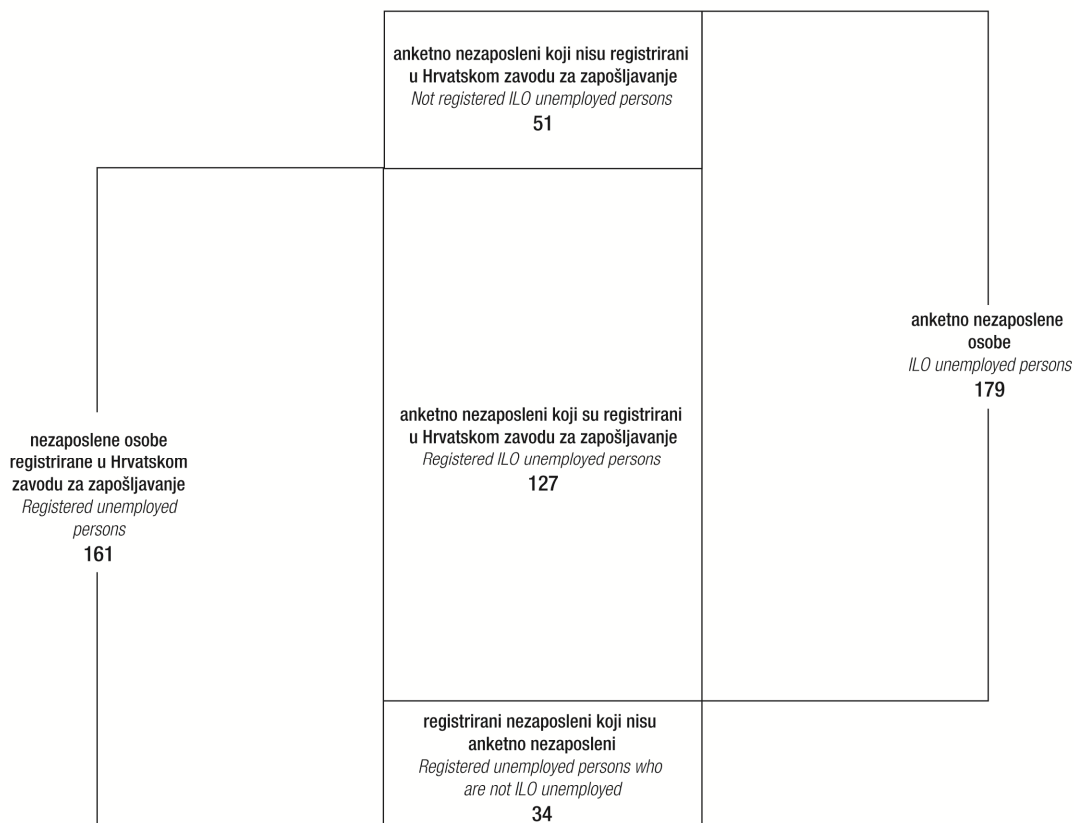 anketno nezaposleni koji nisu registrirani
u Hrvatskom zavodu za zapošljavanje
Not registered ILO unemployed persons
51
anketno nezaposlene
osobe
ILO unemployed persons
179
anketno nezaposleni koji su registrirani
u Hrvatskom zavodu za zapošljavanje
Registered ILO unemployed persons
127
nezaposlene osobe
registrirane u Hrvatskom
zavodu za zapošljavanje
Registered unemployed
persons
161
registrirani nezaposleni koji nisu
anketno nezaposleni
Registered unemployed persons who
are not ILO unemployed
34